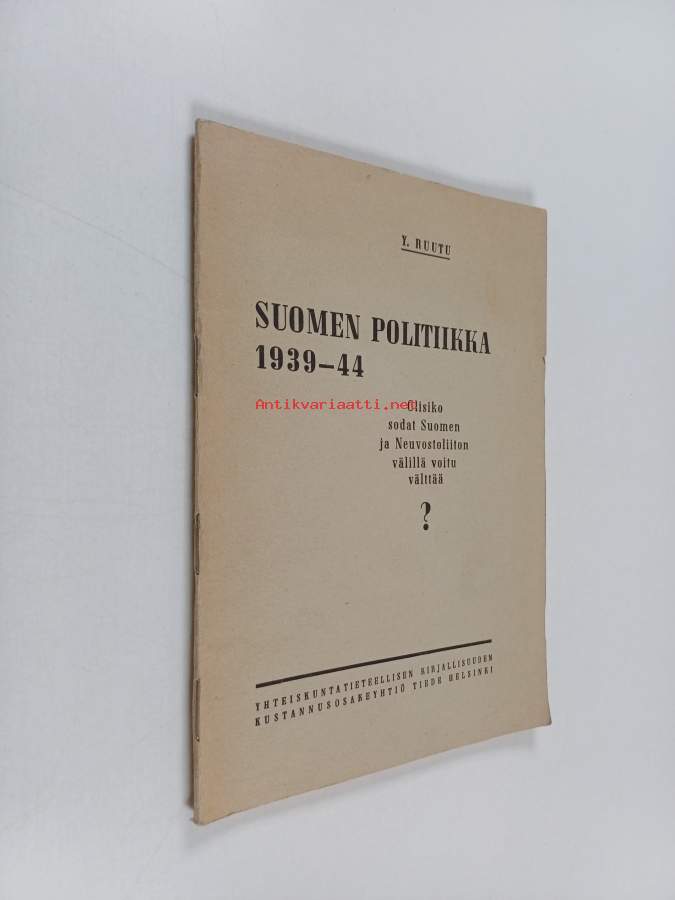 Y. RUUTU
SUOMEN POLITIIKKA
1939–44
Antikvariaatti.net
Olisiko
sodat Suomen
ja Neuvostoliiton
välillä voitu
välttää
?
YHTEISKUNTATIETEELLISEN KIRJALLISUUDEN
KUSTANNUSOSAKEYHTIÖ TIEDE HELSINKI